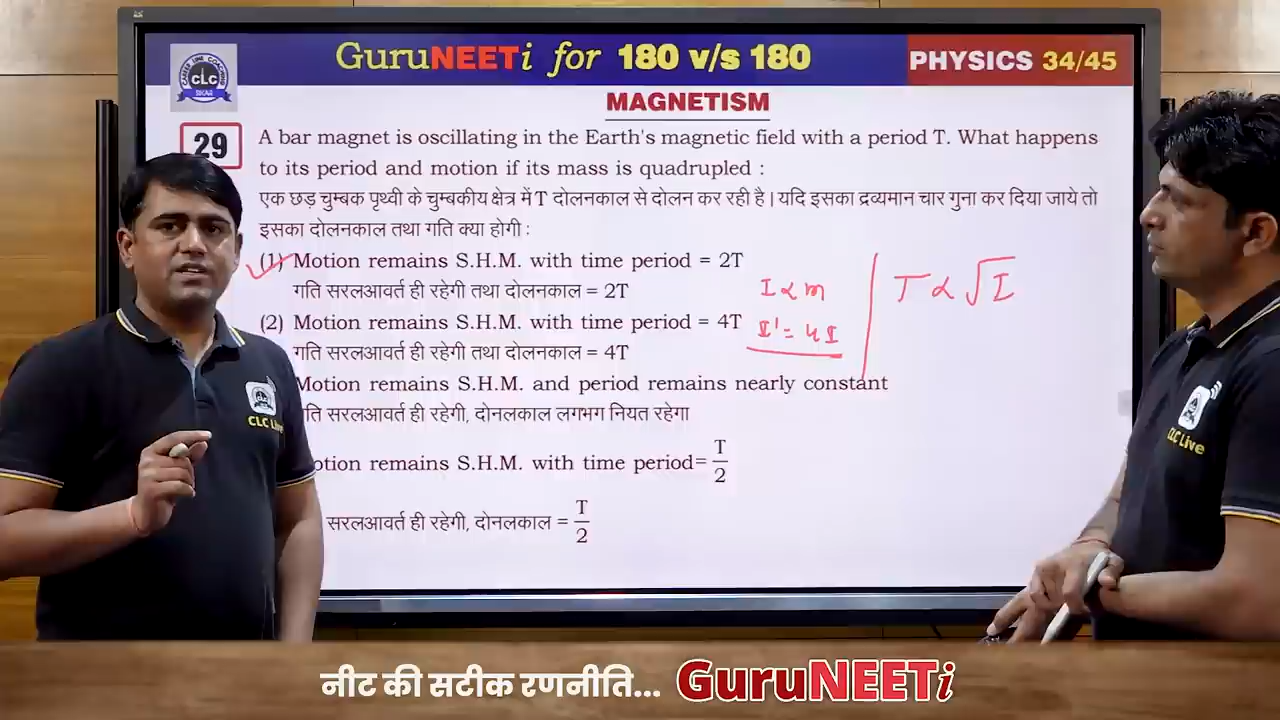 GuruNEETi for 180 v/s 180
PHYSICS 34/45
CLC
SIKAR
MAGNETISM
29
A bar magnet is oscillating in the Earth's magnetic field with a period T. What happens
to its period and motion if its mass is quadrupled :
एक छड़ चुम्बक पृथ्वी के चुम्बकीय क्षेत्र में T दोलनकाल से दोलन कर रही है। यदि इसका द्रव्यमान चार गुना कर दिया जाये तो
इसका दोलनकाल तथा गति क्या होगी :
(1) Motion remains S.H.M. with time period = 2T
गति सरलआवर्त ही रहेगी तथा दोलनकाल = 2T
(2) Motion remains S.H.M. with time period = 4T
गति सरलआवर्त ही रहेगी तथा दोलनकाल = 4T
Motion remains S.H.M. and period remains nearly constant
ति सरलआवर्त ही रहेगी, दोनलकाल लगभग नियत रहेगा
otion remains S.H.M. with time period= T/2
सरलआवर्त ही रहेगी, दोनलकाल = T/2
I ∝ m
I' = 4I
T ∝ √I
CLC Live
CLC Live
नीट की सटीक रणनीति... GuruNEETi